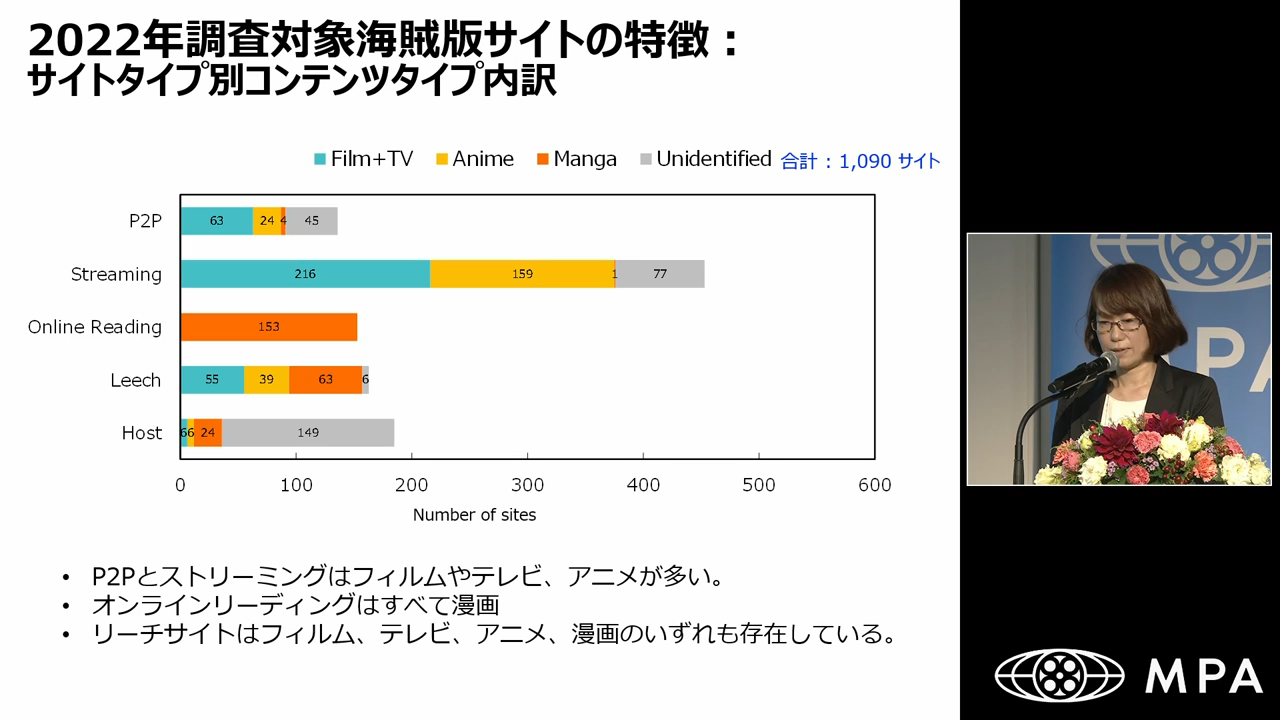 2022年調査対象海賊版サイトの特徴：
サイトタイプ別コンテンツタイプ内訳
Film+TV Anime Manga Unidentified 合計：1,090 サイト
P2P 63 24 4 45
Streaming 216 159 1 77
Online Reading 153
Leech 55 39 63 6
Host 6 6 24 149
0 100 200 300 400 500 600
Number of sites
• P2Pとストリーミングはフィルムやテレビ、アニメが多い。
• オンラインリーディングはすべて漫画
• リーチサイトはフィルム、テレビ、アニメ、漫画のいずれも存在している。
PA
MPA